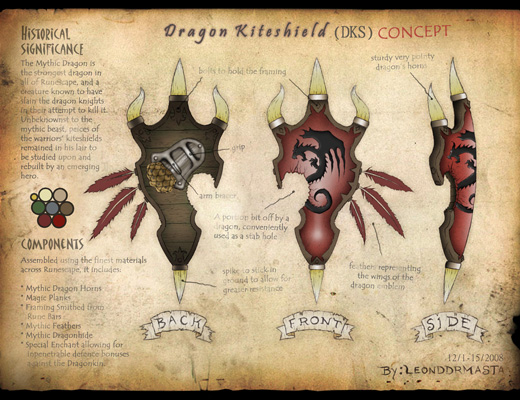 Dragon Kiteshield (DKS) CONCEPT
Historical
Significance
The Mythic Dragon is
the strongest dragon in
all of RuneScape, and a
creature known to have
slain the dragon knights
in their attempt to kill it.
Unbeknownst to the
mythic beast, pieces of
the warriors' kiteshields
remained in his lair to
be studied upon and
rebuilt by an emerging
hero.
Components
Assembled using the finest materials
across Runescape, it includes:
* Mythic Dragon Horns
* Magic Planks
* Framing Smithed from
Rune Bars
* Mythic Feathers
* Mythic Dragonhide
* Special Enchant allowing for
impenetrable defence bonuses
against the Dragonkin
bolts to hold the framing
grip
arm brace
A portion bit off by a
dragon, conveniently
used as a stab hole
spike to stick in
ground to allow for
greater resistance
sturdy very pointy
dragon's horns
feathers representing
the wings of the
dragon emblem
BACK
FRONT
SIDE
12/1-15/2008
By: LEONDDRMASTA